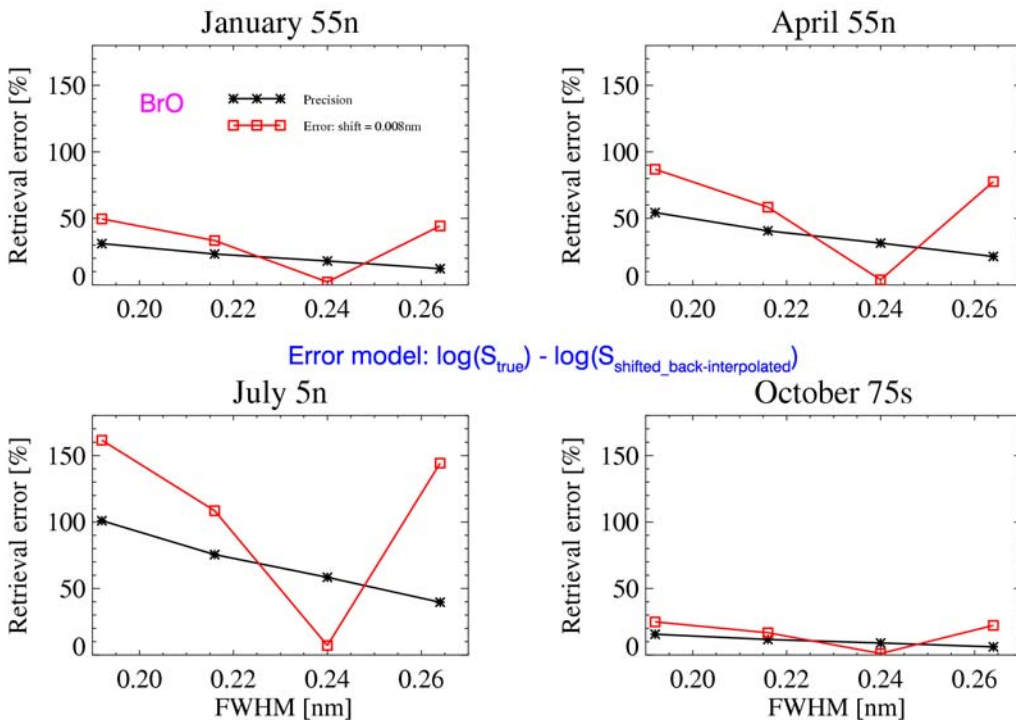 January 55n
April 55n
Retrieval error [%]
150
100
50
0
BrO
Precision
Error: shift = 0.008nm
0.20 0.22 0.24 0.26
Retrieval error [%]
150
100
50
0
0.20 0.22 0.24 0.26
Error model: log(S_true) - log(S_shifted_back-interpolated)
July 5n
October 75s
Retrieval error [%]
150
100
50
0
0.20 0.22 0.24 0.26
FWHM [nm]
Retrieval error [%]
150
100
50
0
0.20 0.22 0.24 0.26
FWHM [nm]